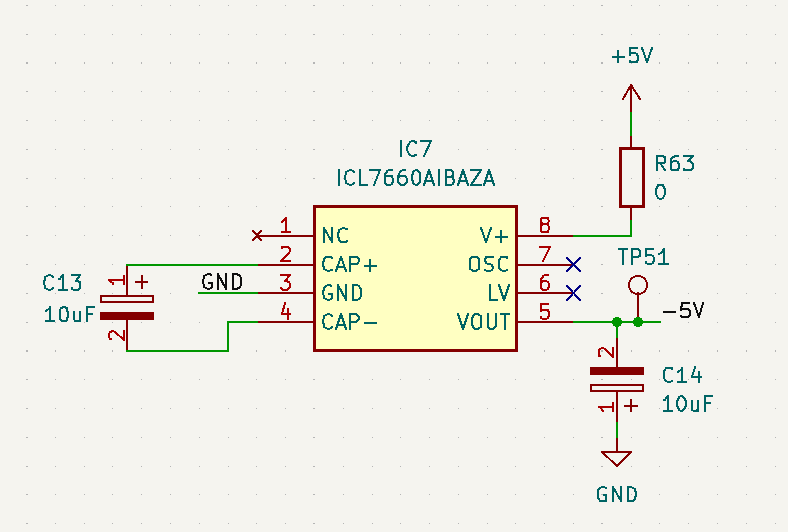 +5V
IC7
ICL7660AIBAZA
R63
0
1
NC
V+
8
2
CAP+
OSC
7
TP51
C13
1
+
GND
3
GND
LV
6
10uF
2
4
CAP-
VOUT
5
-5V
2
C14
1
+
10uF
GND